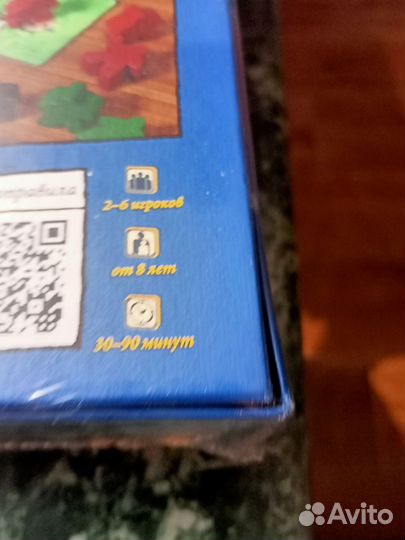 правила
2–6 игроков
от 8 лет
30–90 минут
Avito